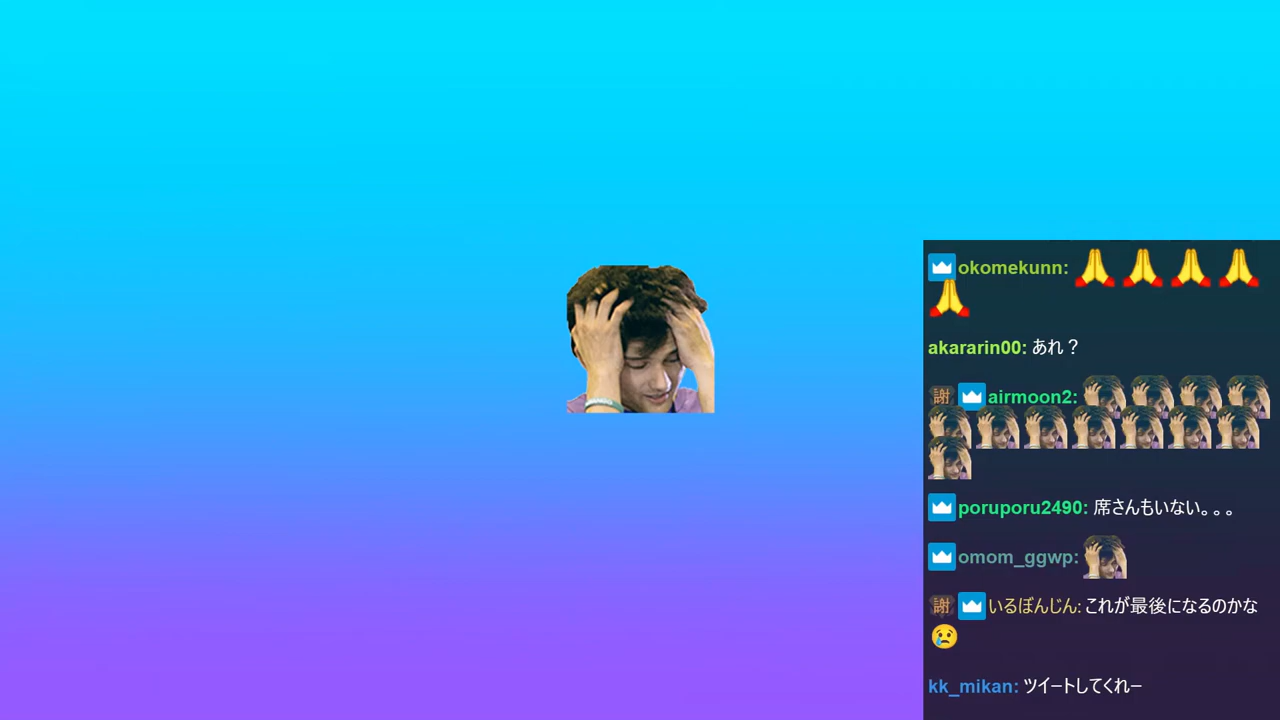 okomekunn: 🙏🙏🙏🙏
🙏
akararin00: あれ？
謝 airmoon2:
poruporu2490: 席さんもいない。。。
omom_ggwp:
謝 いるぼんじん: これが最後になるのかな
😢
kk_mikan: ツイートしてくれー